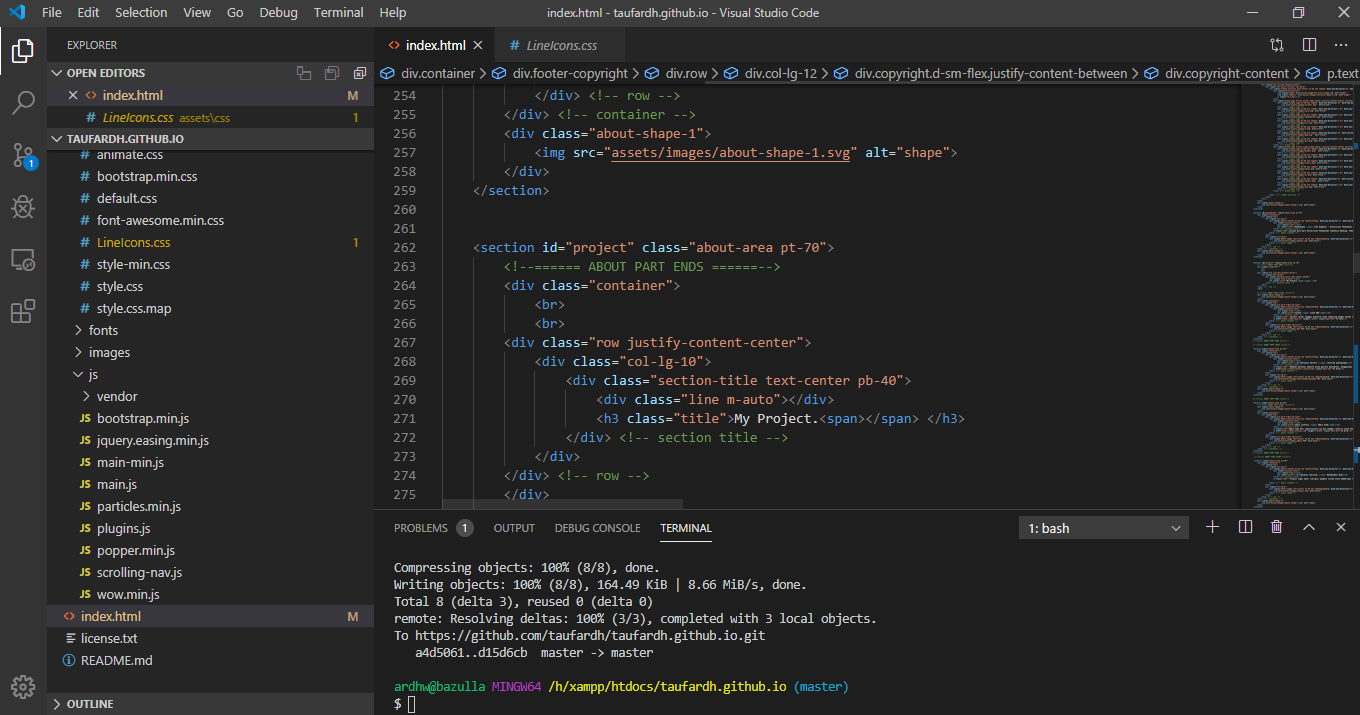 File Edit Selection View Go Debug Terminal Help index.html - taufardh.github.io - Visual Studio Code
EXPLORER
OPEN EDITORS
index.html M
LineIcons.css assets\css 1
TAUFARDH.GITHUB.IO
animate.css
bootstrap.min.css
default.css
font-awesome.min.css
LineIcons.css 1
style-min.css
style.css
style.css.map
fonts
images
js
vendor
JS bootstrap.min.js
JS jquery.easing.min.js
JS main-min.js
JS main.js
JS particles.min.js
JS plugins.js
JS popper.min.js
JS scrolling-nav.js
JS wow.min.js
index.html M
license.txt
README.md
OUTLINE
1
index.html LineIcons.css
div.container > div.footer-copyright > div.row > div.col-lg-12 > div.copyright.d-sm-flex.justify-content-between > div.copyright-content > p.text
254 </div> <!-- row -->
255 </div> <!-- container -->
256 <div class="about-shape-1">
257 <img src="assets/images/about-shape-1.svg" alt="shape">
258 </div>
259 </section>
260
261
262 <section id="project" class="about-area pt-70">
263 <!--====== ABOUT PART ENDS ======-->
264 <div class="container">
265 <br>
266 <br>
267 <div class="row justify-content-center">
268 <div class="col-lg-10">
269 <div class="section-title text-center pb-40">
270 <div class="line m-auto"></div>
271 <h3 class="title">My Project.<span></span> </h3>
272 </div> <!-- section title -->
273 </div>
274 </div> <!-- row -->
275 </div>
PROBLEMS 1 OUTPUT DEBUG CONSOLE TERMINAL 1: bash
Compressing objects: 100% (8/8), done.
Writing objects: 100% (8/8), 164.49 KiB | 8.66 MiB/s, done.
Total 8 (delta 3), reused 0 (delta 0)
remote: Resolving deltas: 100% (3/3), completed with 3 local objects.
To https://github.com/taufardh/taufardh.github.io.git
a4d5061..d15d6cb master -> master
ardhw@bazulla MINGW64 /h/xampp/htdocs/taufardh.github.io (master)
$